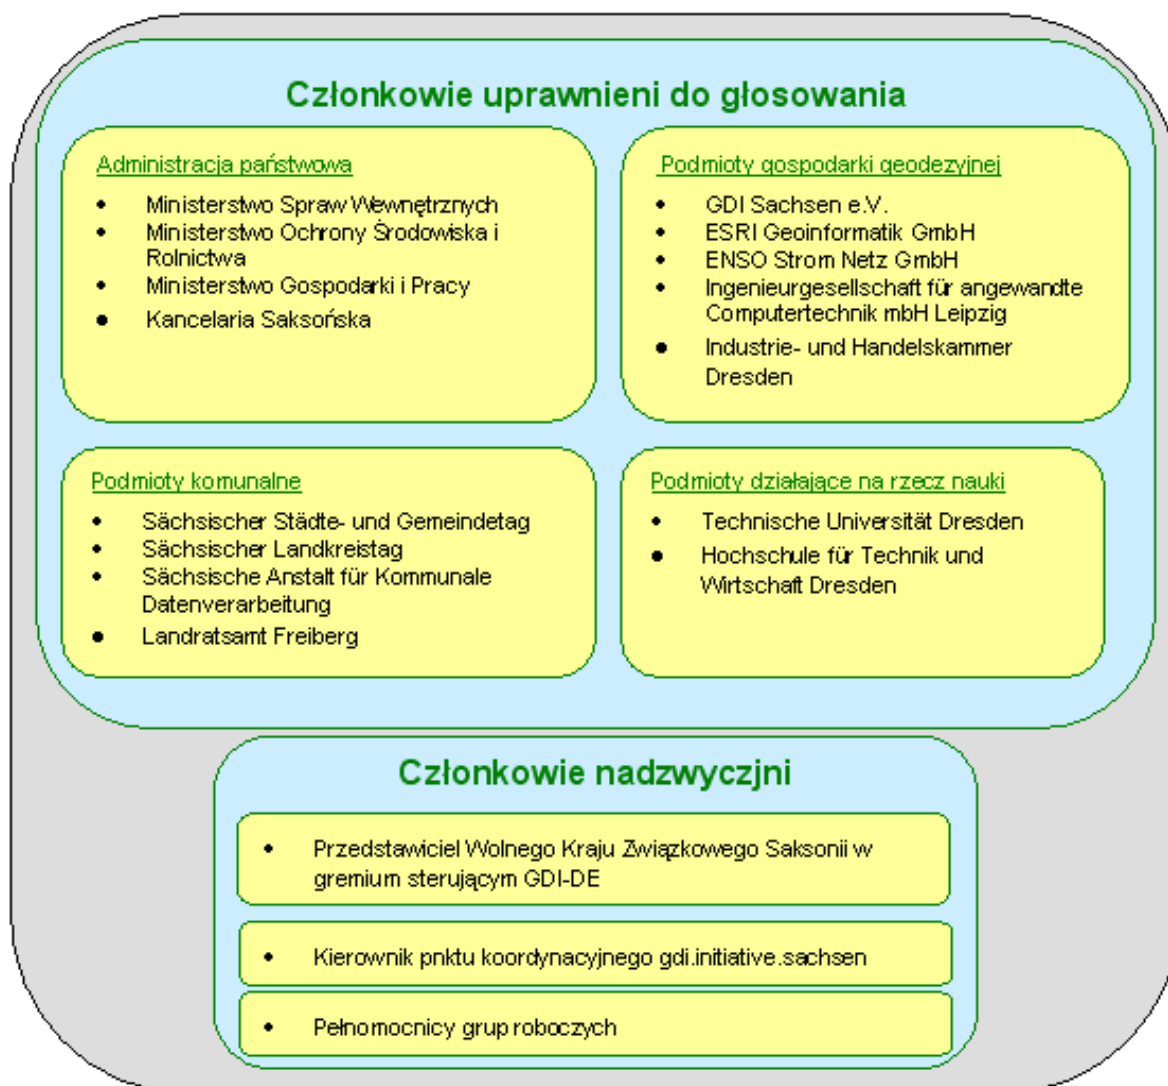 Członkowie uprawnieni do głosowania
Administracja państwowa
• Ministerstwo Spraw Wewnętrznych
• Ministerstwo Ochrony Środowiska i
Rolnictwa
• Ministerstwo Gospodarki i Pracy
• Kancelaria Saksońska
Podmioty gospodarki geodezyjnej
• GDI Sachsen e.V.
• ESRI Geoinformatik GmbH
• ENSO Strom Netz GmbH
• Ingenieurgesellschaft für angewandte
Computertechnik mbH Leipzig
• Industrie- und Handelskammer
Dresden
Podmioty komunalne
• Sächsischer Städte- und Gemeindetag
• Sächsischer Landkreistag
• Sächsische Anstalt für Kommunale
Datenverarbeitung
• Landratsamt Freiberg
Podmioty działające na rzecz nauki
• Technische Universität Dresden
• Hochschule für Technik und
Wirtschaft Dresden
Członkowie nadzwyczjni
• Przedstawiciel Wolnego Kraju Związkowego Saksonii w
gremium sterującym GDI-DE
• Kierownik pnktu koordynacyjnego gdi.initiative.sachsen
• Pełnomocnicy grup roboczych